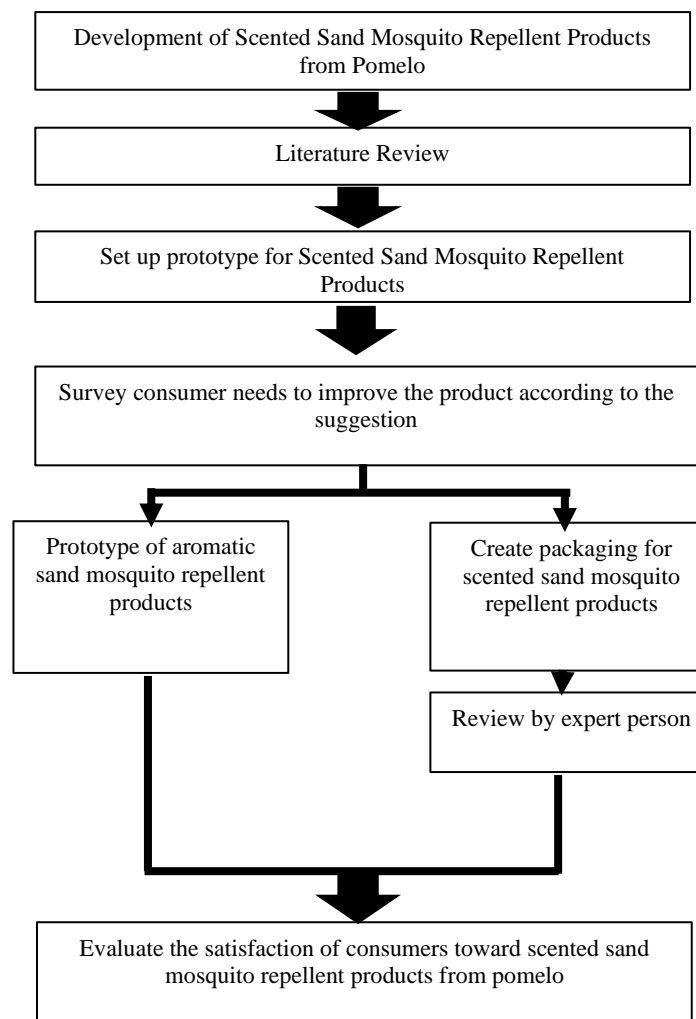 Development of Scented Sand Mosquito Repellent Products
from Pomelo
Literature Review
Set up prototype for Scented Sand Mosquito Repellent
Products
Survey consumer needs to improve the product according to the
suggestion
Prototype of aromatic
sand mosquito repellent
products
Create packaging for
scented sand mosquito
repellent products
Review by expert person
Evaluate the satisfaction of consumers toward scented sand
mosquito repellent products from pomelo